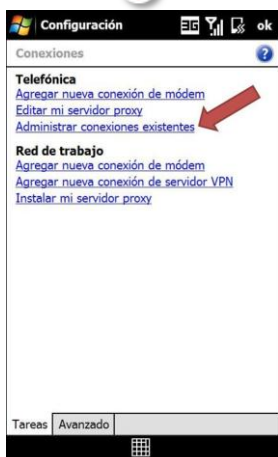 Configuración
3G
ok
Conexiones
?
Telefónica
Agregar nueva conexión de módem
Editar mi servidor proxy
Administrar conexiones existentes
Red de trabajo
Agregar nueva conexión de módem
Agregar nueva conexión de servidor VPN
Instalar mi servidor proxy
Tareas Avanzado